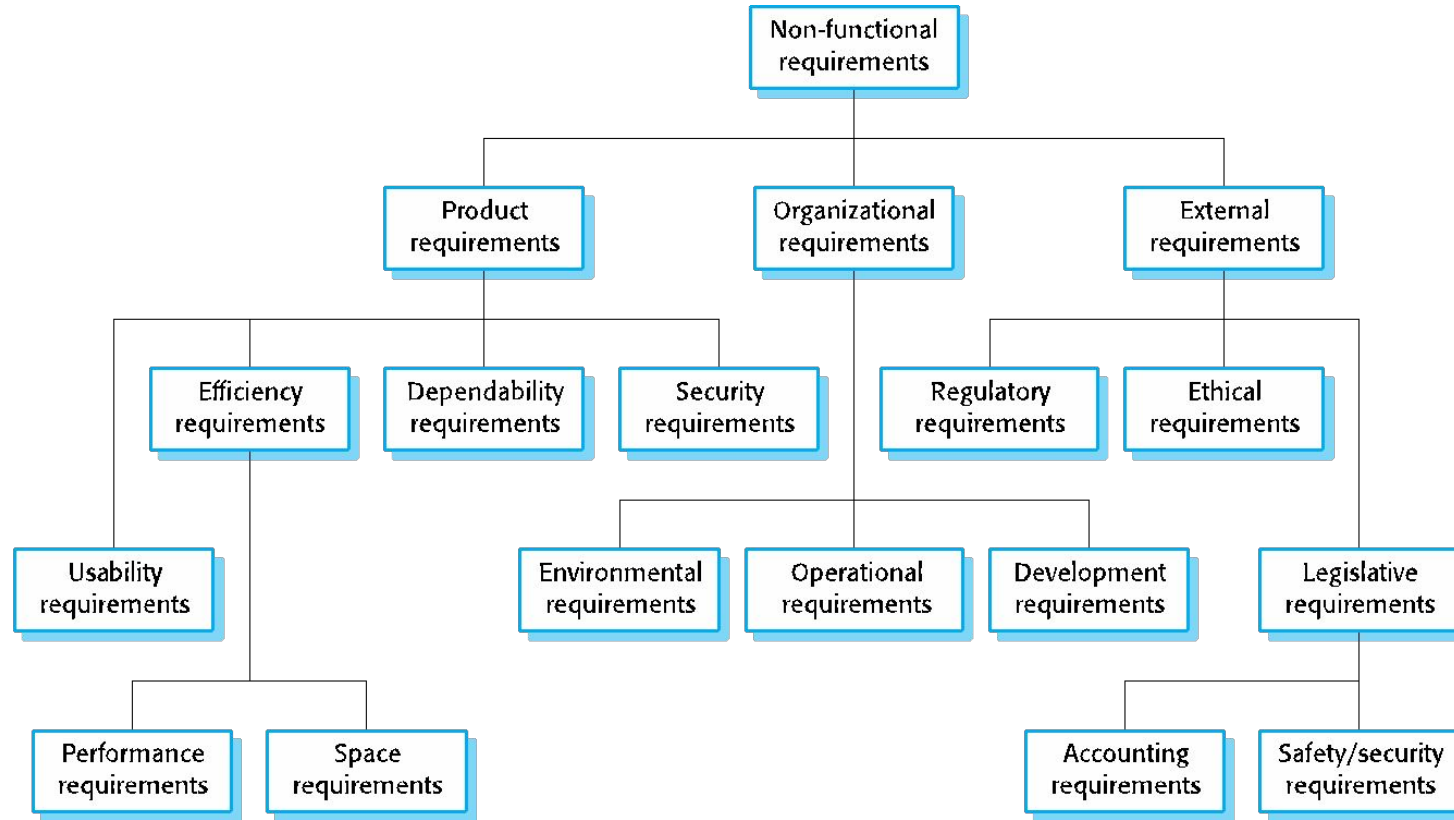 Non-functional
requirements
Product
requirements
Organizational
requirements
External
requirements
Efficiency
requirements
Dependability
requirements
Security
requirements
Regulatory
requirements
Ethical
requirements
Usability
requirements
Environmental
requirements
Operational
requirements
Development
requirements
Legislative
requirements
Performance
requirements
Space
requirements
Accounting
requirements
Safety/security
requirements